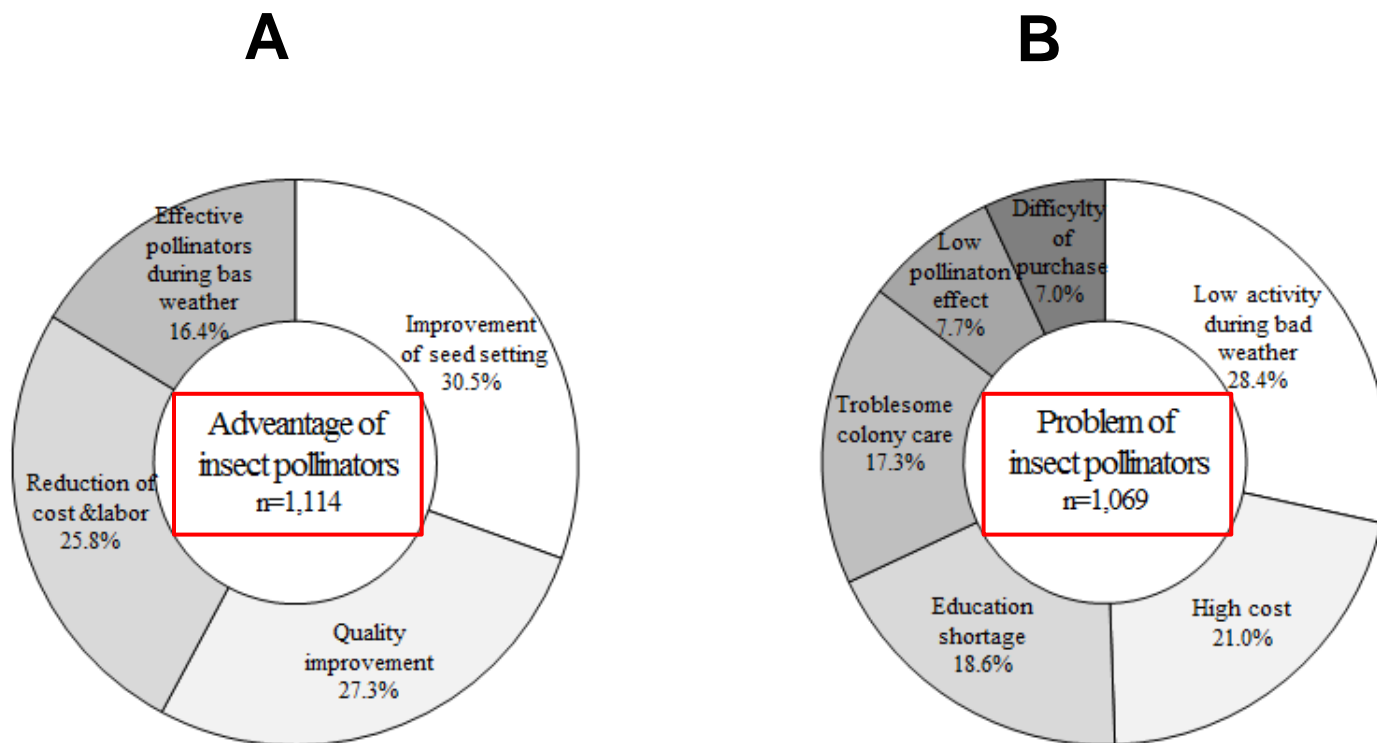 A
B
Effective
pollinators
during bas
weather
16.4%
Improvement
of seed setting
30.5%
Adveantage of
insect pollinators
n=1,114
Reduction of
cost &labor
25.8%
Quality
improvement
27.3%
Difficylty
of
purchase
7.0%
Low
pollinaton
effect
7.7%
Low activity
during bad
weather
28.4%
Troblesome
colony care
17.3%
Problem of
insect pollinators
n=1,069
Education
shortage
18.6%
High cost
21.0%